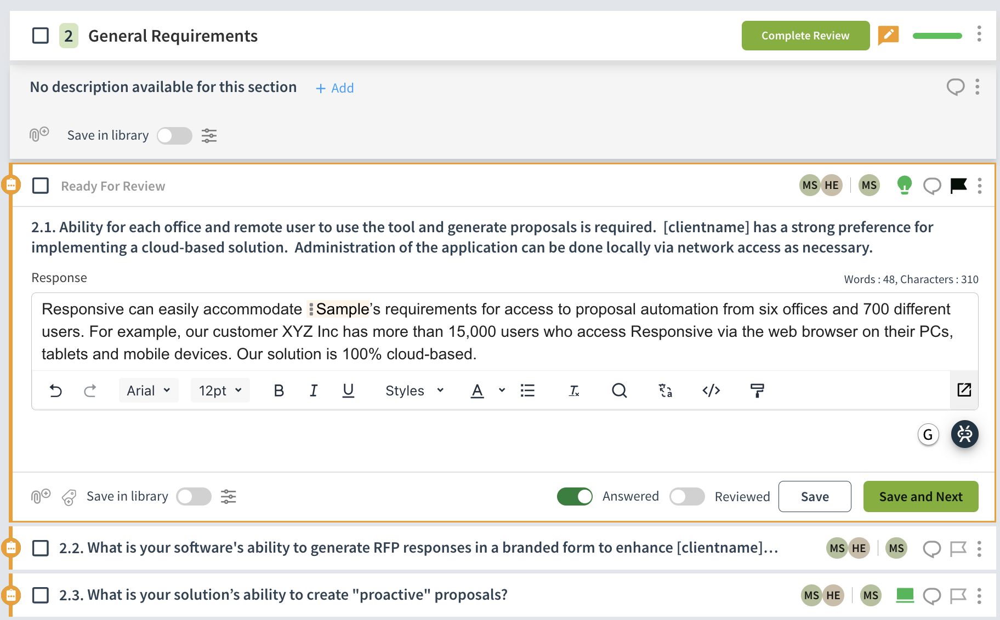 2 General Requirements Complete Review
No description available for this section + Add
Save in library
Ready For Review MS HE MS
2.1. Ability for each office and remote user to use the tool and generate proposals is required.  [clientname] has a strong preference for
implementing a cloud-based solution.  Administration of the application can be done locally via network access as necessary.
Response Words : 48, Characters : 310
Responsive can easily accommodate Sample’s requirements for access to proposal automation from six offices and 700 different
users. For example, our customer XYZ Inc has more than 15,000 users who access Responsive via the web browser on their PCs,
tablets and mobile devices. Our solution is 100% cloud-based.
Arial 12pt B I U Styles A
G
Save in library Answered Reviewed Save Save and Next
2.2. What is your software's ability to generate RFP responses in a branded form to enhance [clientname]... MS HE MS
2.3. What is your solution’s ability to create "proactive" proposals? MS HE MS